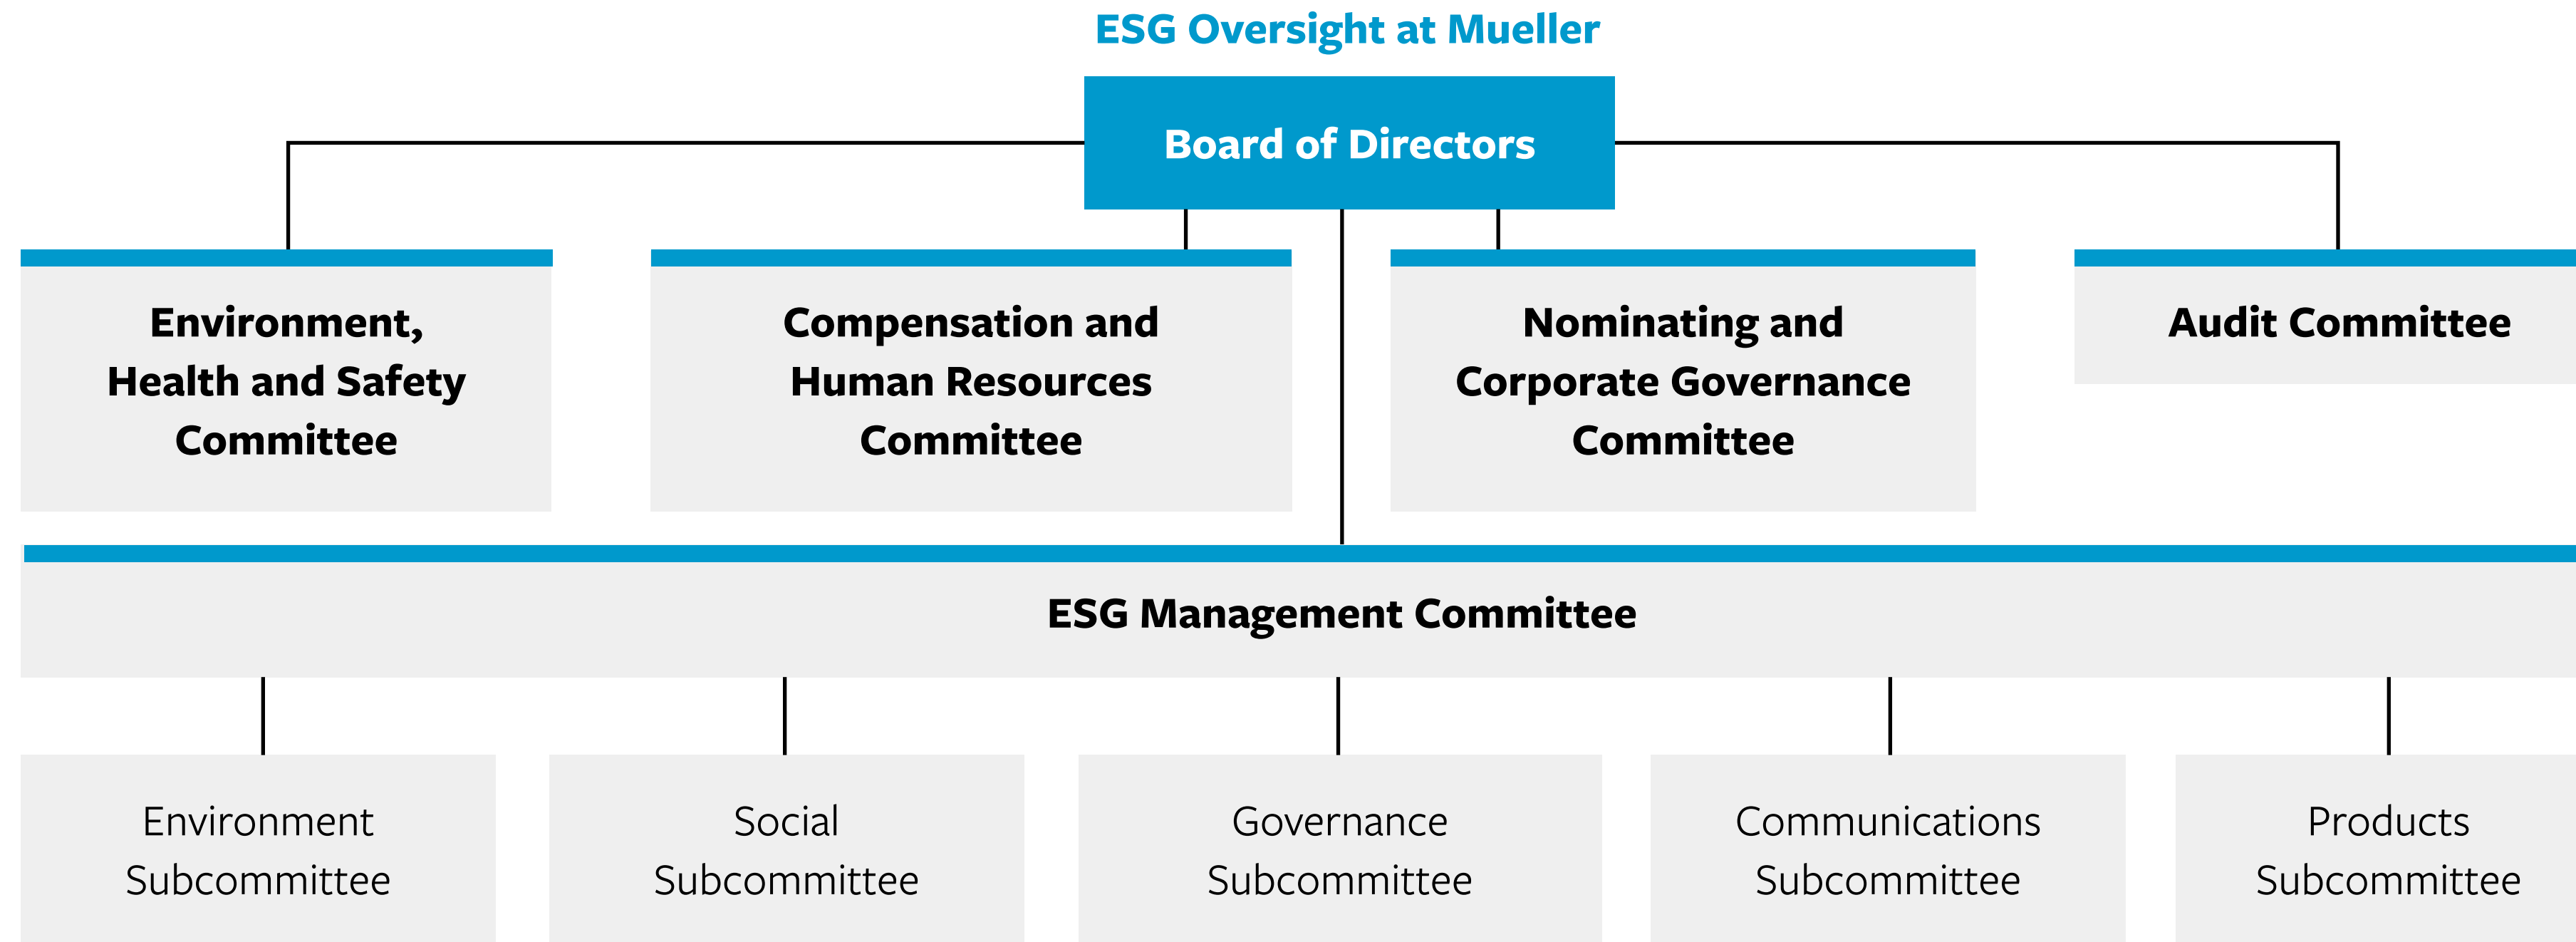 ESG Oversight at Mueller
Board of Directors
Environment,
Health and Safety
Committee
Compensation and
Human Resources
Committee
Nominating and
Corporate Governance
Committee
Audit Committee
ESG Management Committee
Environment
Subcommittee
Social
Subcommittee
Governance
Subcommittee
Communications
Subcommittee
Products
Subcommittee